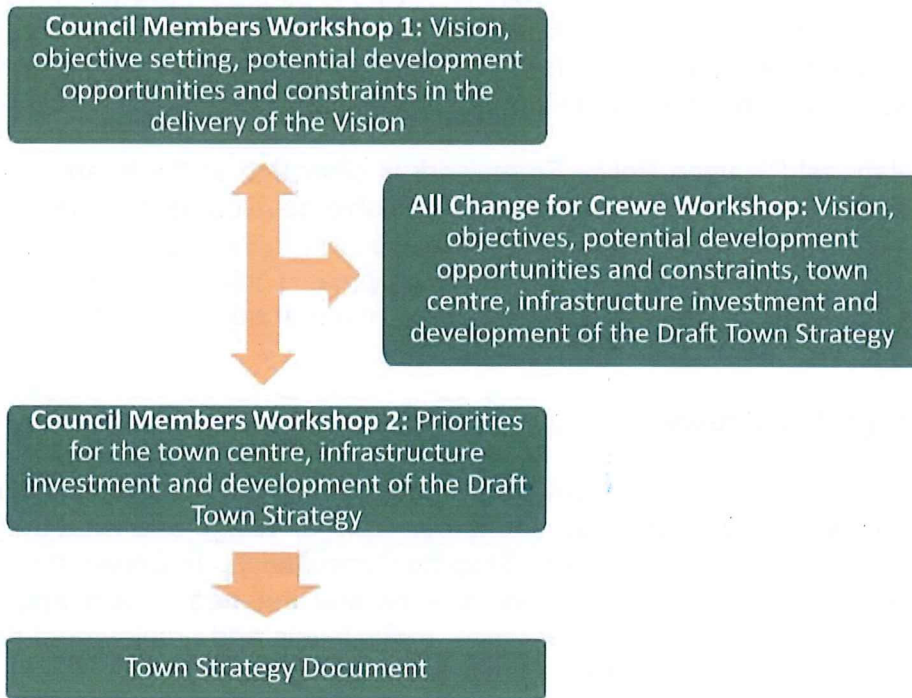 Council Members Workshop 1: Vision,
objective setting, potential development
opportunities and constraints in the
delivery of the Vision
All Change for Crewe Workshop: Vision,
objectives, potential development
opportunities and constraints, town
centre, infrastructure investment and
development of the Draft Town Strategy
Council Members Workshop 2: Priorities
for the town centre, infrastructure
investment and development of the Draft
Town Strategy
Town Strategy Document